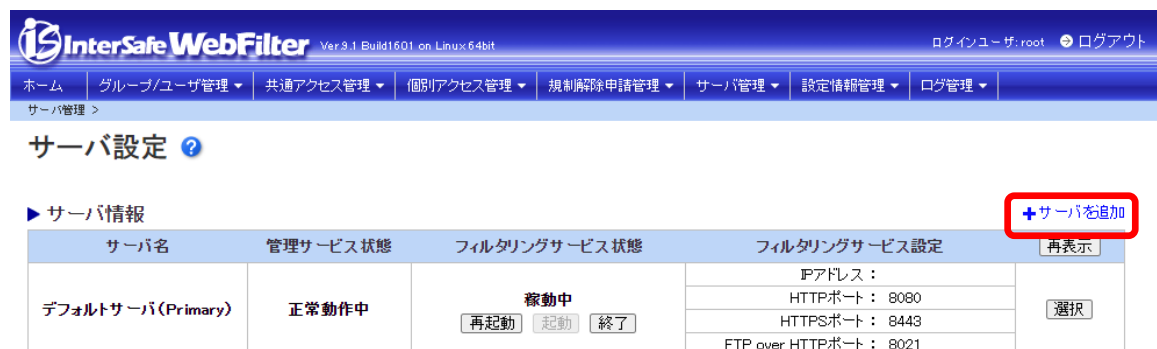 InterSafe WebFilter Ver.9.1 Build1601 on Linux64bit ログインユーザ:root ログアウト
ホーム グループ/ユーザ管理 共通アクセス管理 個別アクセス管理 規制解除申請管理 サーバ管理 設定情報管理 ログ管理
サーバ管理 >
サーバ設定 ?
サーバ情報 +サーバを追加
サーバ名 管理サービス状態 フィルタリングサービス状態 フィルタリングサービス設定 再表示
IPアドレス：
デフォルトサーバ(Primary) 正常動作中 稼動中 HTTPポート： 8080 選択
再起動 起動 終了 HTTPSポート： 8443
FTP over HTTPポート： 8021